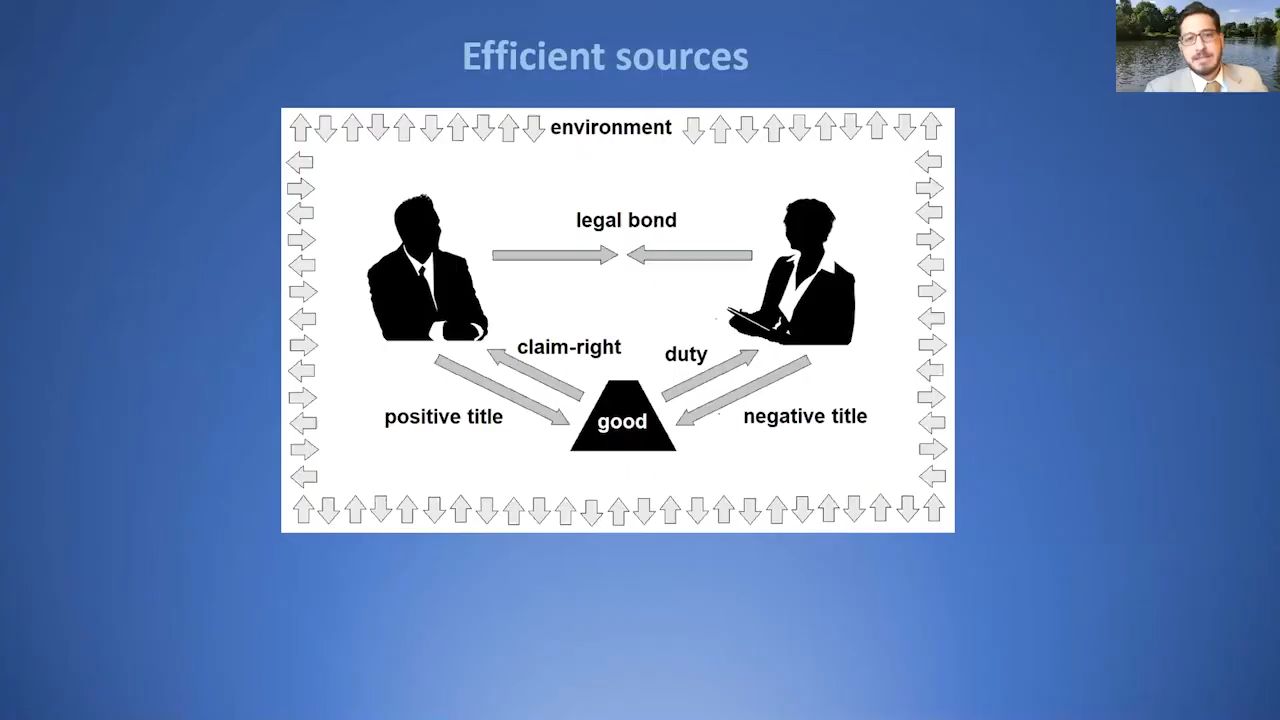 Efficient sources
environment
legal bond
claim-right
duty
positive title
good
negative title